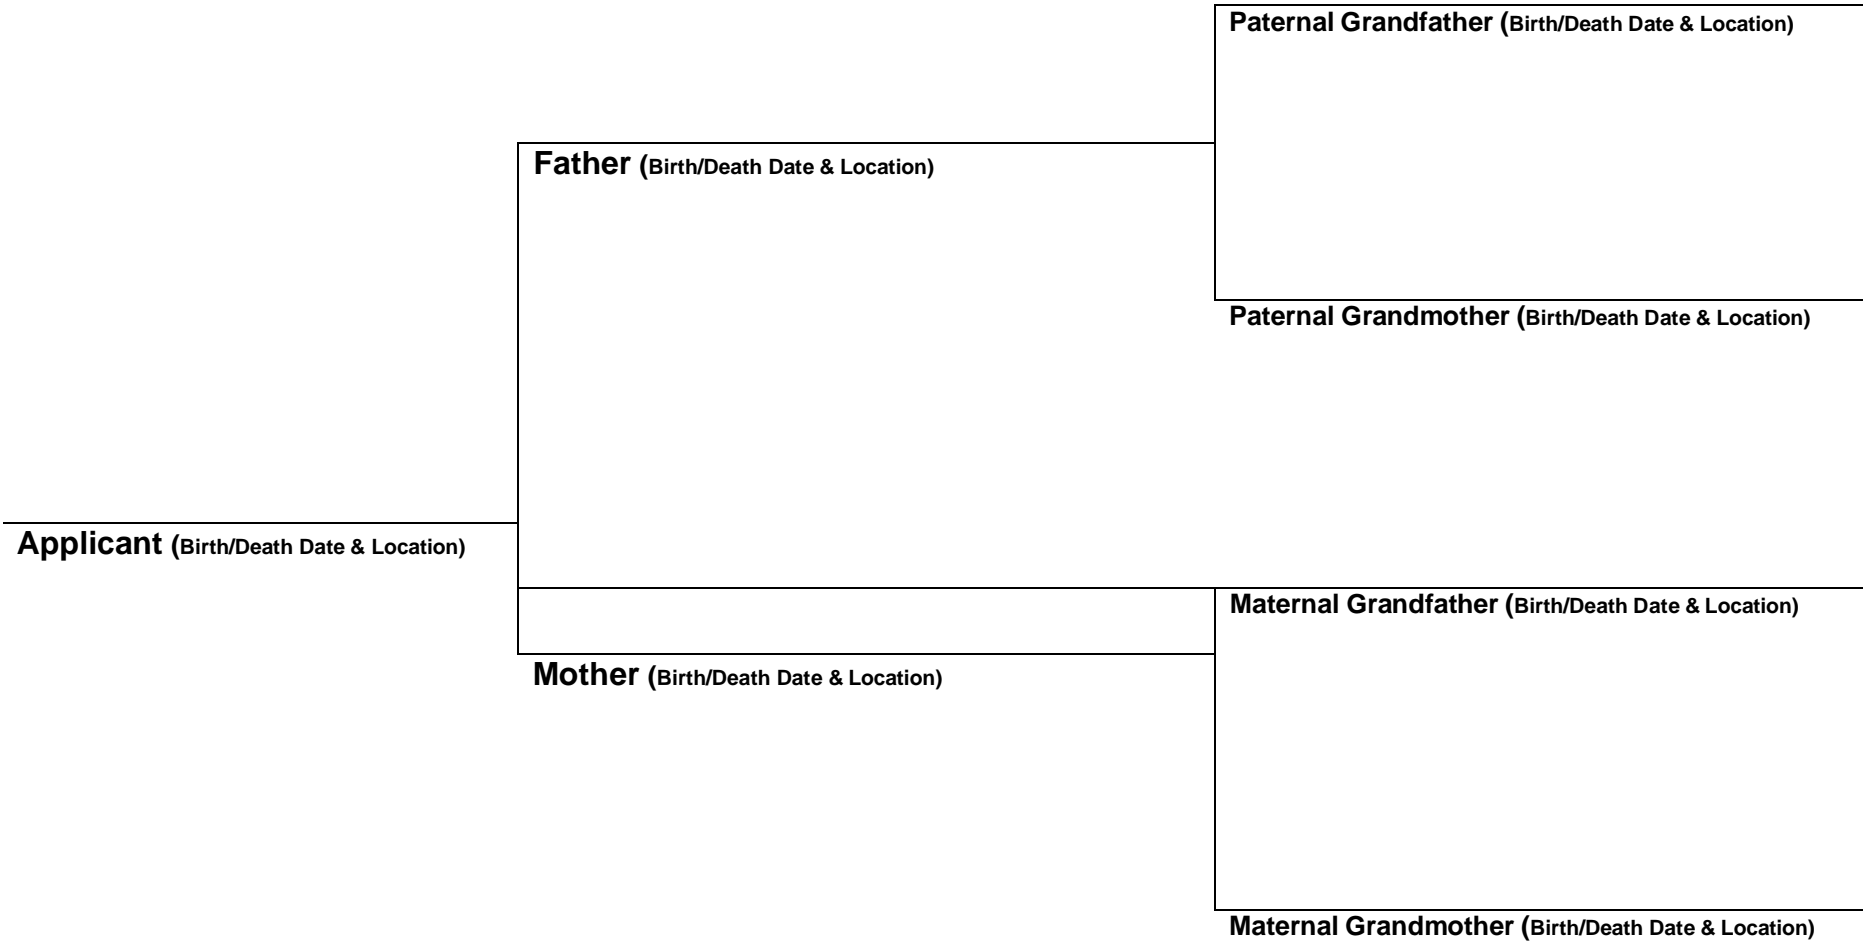 Paternal Grandfather (Birth/Death Date & Location)
Father (Birth/Death Date & Location)
Paternal Grandmother (Birth/Death Date & Location)
Applicant (Birth/Death Date & Location)
Maternal Grandfather (Birth/Death Date & Location)
Mother (Birth/Death Date & Location)
Maternal Grandmother (Birth/Death Date & Location)